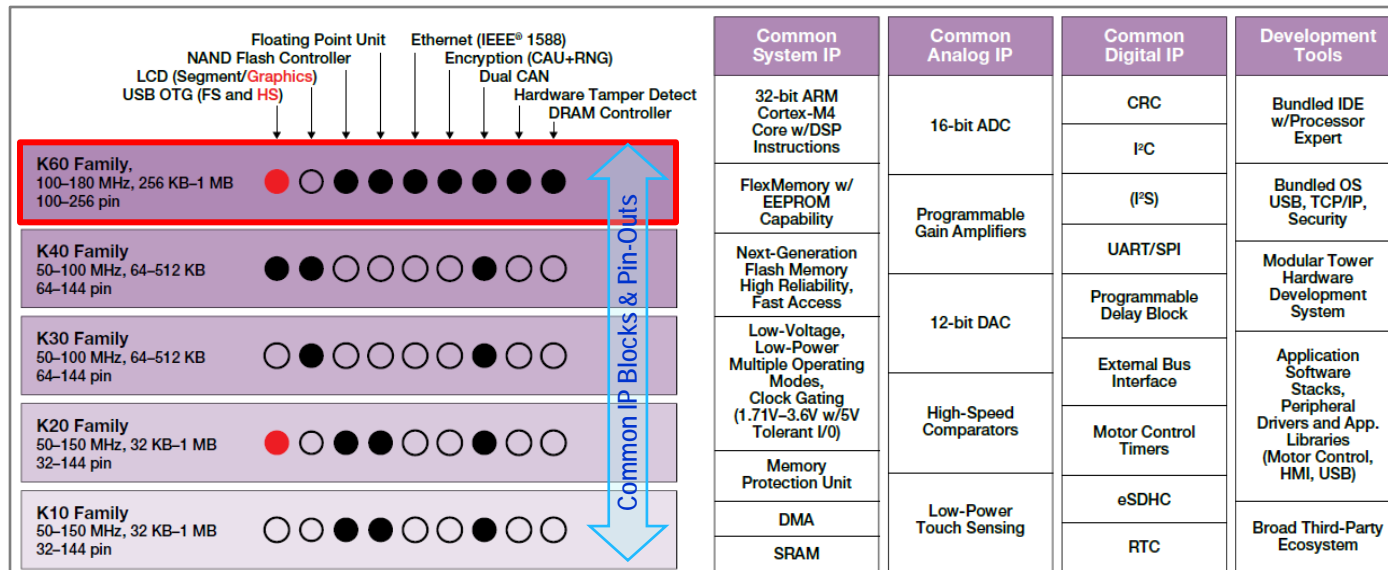 Floating Point Unit
Ethernet (IEEE® 1588)
NAND Flash Controller
Encryption (CAU+RNG)
LCD (Segment/Graphics)
Dual CAN
USB OTG (FS and HS)
Hardware Tamper Detect
DRAM Controller
K60 Family,
100–180 MHz, 256 KB–1 MB
100–256 pin
K40 Family
50–100 MHz, 64–512 KB
64–144 pin
K30 Family
50–100 MHz, 64–512 KB
64–144 pin
K20 Family
50–150 MHz, 32 KB–1 MB
32–144 pin
K10 Family
50–150 MHz, 32 KB–1 MB
32–144 pin
Common IP Blocks & Pin-Outs
Common
System IP
32-bit ARM
Cortex-M4
Core w/DSP
Instructions
FlexMemory w/
EEPROM
Capability
Next-Generation
Flash Memory
High Reliability,
Fast Access
Low-Voltage,
Low-Power
Multiple Operating
Modes,
Clock Gating
(1.71V–3.6V w/5V
Tolerant I/0)
Memory
Protection Unit
DMA
SRAM
Common
Analog IP
16-bit ADC
Programmable
Gain Amplifiers
12-bit DAC
High-Speed
Comparators
Low-Power
Touch Sensing
Common
Digital IP
CRC
I²C
(I²S)
UART/SPI
Programmable
Delay Block
External Bus
Interface
Motor Control
Timers
eSDHC
RTC
Development
Tools
Bundled IDE
w/Processor
Expert
Bundled OS
USB, TCP/IP,
Security
Modular Tower
Hardware
Development
System
Application
Software
Stacks,
Peripheral
Drivers and App.
Libraries
(Motor Control,
HMI, USB)
Broad Third-Party
Ecosystem